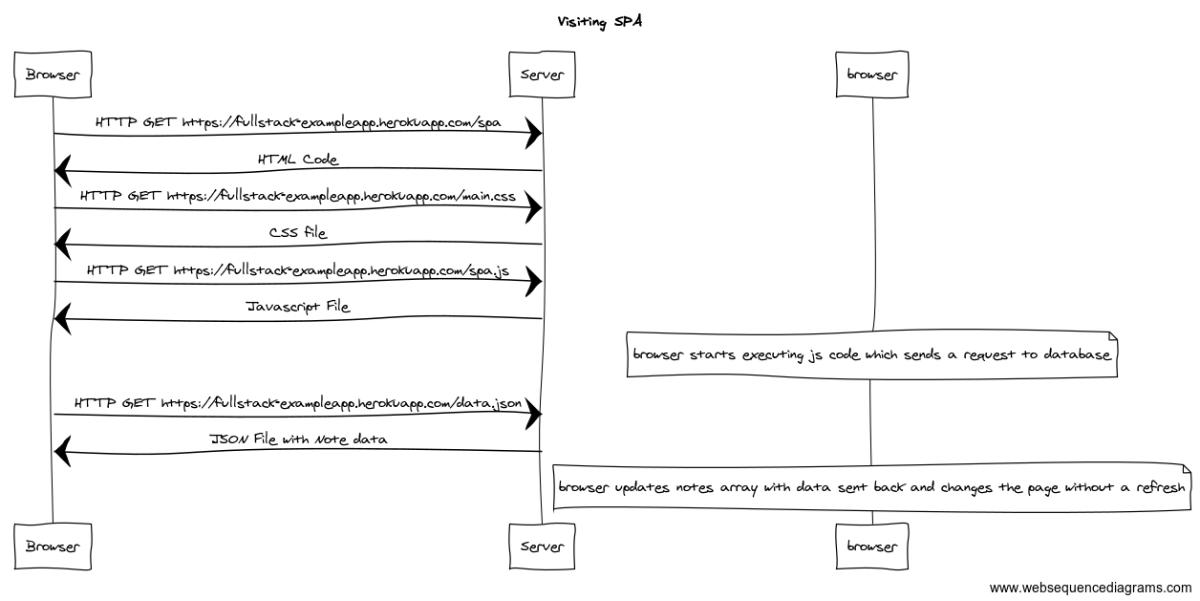 Visiting SPA
Browser
Server
browser
HTTP GET https://fullstack-exampleapp.herokuapp.com/spa
HTML Code
HTTP GET https://fullstack-exampleapp.herokuapp.com/main.css
CSS file
HTTP GET https://fullstack-exampleapp.herokuapp.com/spa.js
Javascript File
browser starts executing js code which sends a request to database
HTTP GET https://fullstack-exampleapp.herokuapp.com/data.json
JSON File with Note data
browser updates notes array with data sent back and changes the page without a refresh
Browser
Server
browser
www.websequencediagrams.com